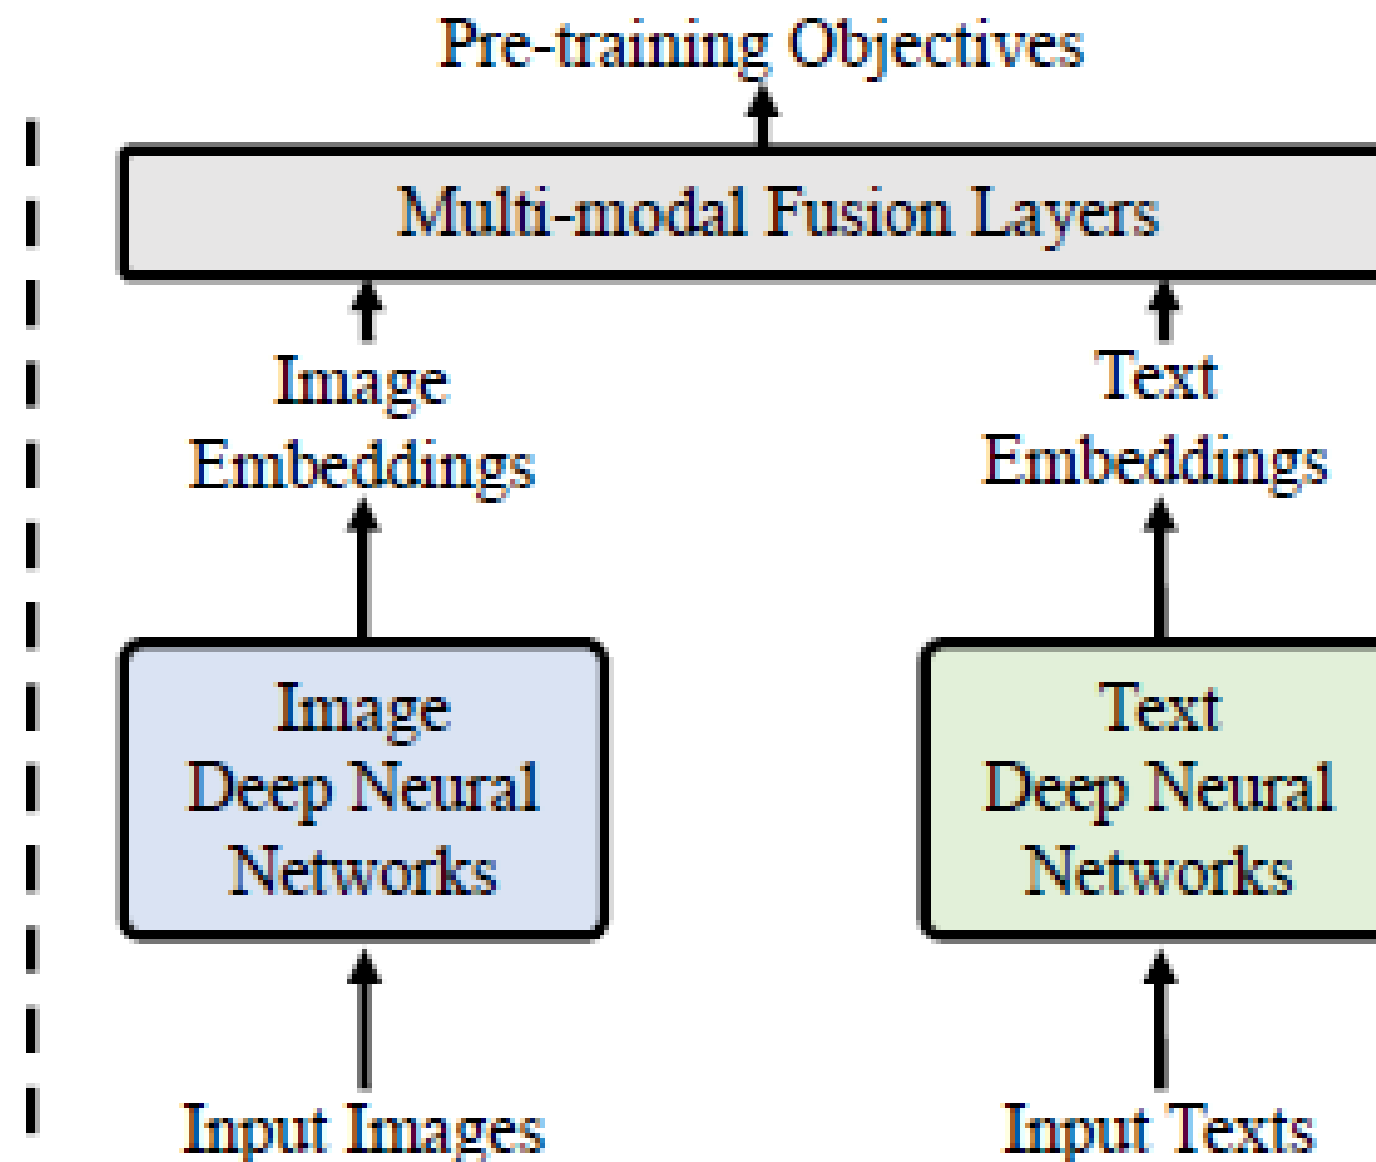 Pre-training Objectives
Multi-modal Fusion Layers
Image
Embeddings
Text
Embeddings
Image
Deep Neural
Networks
Text
Deep Neural
Networks
Input Images
Input Texts